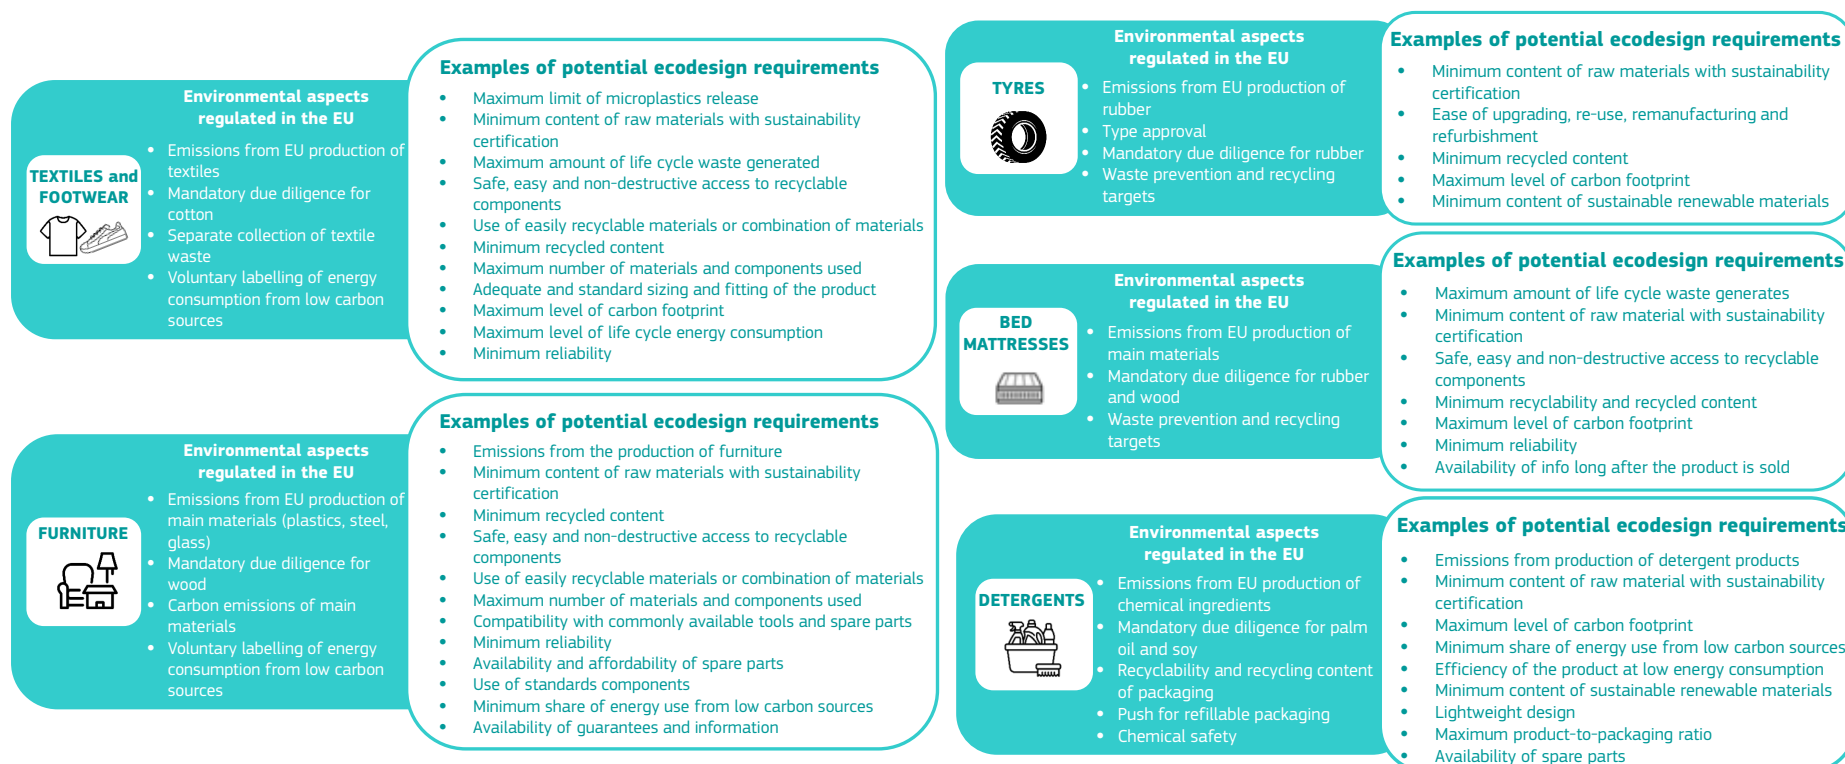 TEXTILES and
FOOTWEAR
Environmental aspects
regulated in the EU
• Emissions from EU production of
textiles
• Mandatory due diligence for
cotton
• Separate collection of textile
waste
• Voluntary labelling of energy
consumption from low carbon
sources
Examples of potential ecodesign requirements
• Maximum limit of microplastics release
• Minimum content of raw materials with sustainability
certification
• Maximum amount of life cycle waste generated
• Safe, easy and non-destructive access to recyclable
components
• Use of easily recyclable materials or combination of materials
• Minimum recycled content
• Maximum number of materials and components used
• Adequate and standard sizing and fitting of the product
• Maximum level of carbon footprint
• Maximum level of life cycle energy consumption
• Minimum reliability
FURNITURE
Environmental aspects
regulated in the EU
• Emissions from EU production of
main materials (plastics, steel,
glass)
• Mandatory due diligence for
wood
• Carbon emissions of main
materials
• Voluntary labelling of energy
consumption from low carbon
sources
Examples of potential ecodesign requirements
• Emissions from the production of furniture
• Minimum content of raw materials with sustainability
certification
• Minimum recycled content
• Safe, easy and non-destructive access to recyclable
components
• Use of easily recyclable materials or combination of materials
• Maximum number of materials and components used
• Compatibility with commonly available tools and spare parts
• Minimum reliability
• Availability and affordability of spare parts
• Use of standards components
• Minimum share of energy use from low carbon sources
• Availability of guarantees and information
TYRES
Environmental aspects
regulated in the EU
• Emissions from EU production of
rubber
• Type approval
• Mandatory due diligence for rubber
• Waste prevention and recycling
targets
Examples of potential ecodesign requirements
• Minimum content of raw materials with sustainability
certification
• Ease of upgrading, re-use, remanufacturing and
refurbishment
• Minimum recycled content
• Maximum level of carbon footprint
• Minimum content of sustainable renewable materials
BED
MATTRESSES
Environmental aspects
regulated in the EU
• Emissions from EU production of
main materials
• Mandatory due diligence for rubber
and wood
• Waste prevention and recycling
targets
Examples of potential ecodesign requirements
• Maximum amount of life cycle waste generates
• Minimum content of raw material with sustainability
certification
• Safe, easy and non-destructive access to recyclable
components
• Minimum recyclability and recycled content
• Maximum level of carbon footprint
• Minimum reliability
• Availability of info long after the product is sold
DETERGENTS
Environmental aspects
regulated in the EU
• Emissions from EU production of
chemical ingredients
• Mandatory due diligence for palm
oil and soy
• Recyclability and recycling content
of packaging
• Push for refillable packaging
• Chemical safety
Examples of potential ecodesign requirements
• Emissions from production of detergent products
• Minimum content of raw material with sustainability
certification
• Maximum level of carbon footprint
• Minimum share of energy use from low carbon sources
• Efficiency of the product at low energy consumption
• Minimum content of sustainable renewable materials
• Lightweight design
• Maximum product-to-packaging ratio
• Availability of spare parts